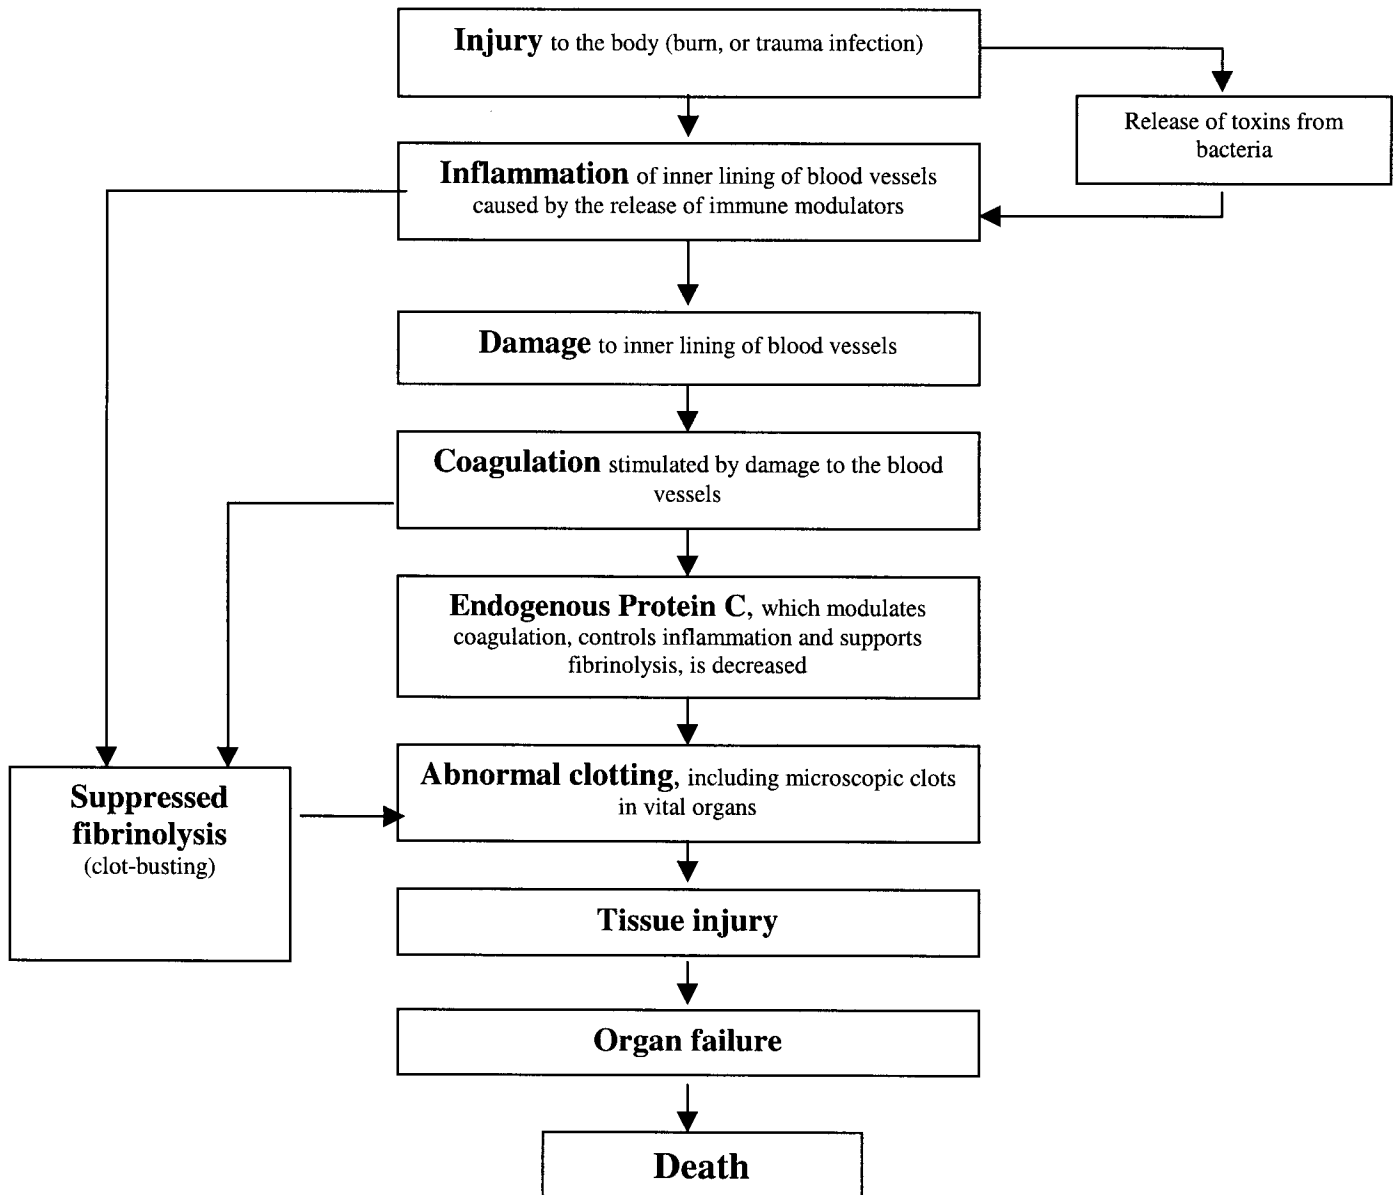 Injury to the body (burn, or trauma infection)
Release of toxins from
bacteria
Inflammation of inner lining of blood vessels
caused by the release of immune modulators
Damage to inner lining of blood vessels
Coagulation stimulated by damage to the blood
vessels
Endogenous Protein C, which modulates
coagulation, controls inflammation and supports
fibrinolysis, is decreased
Abnormal clotting, including microscopic clots
in vital organs
Suppressed
fibrinolysis
(clot-busting)
Tissue injury
Organ failure
Death